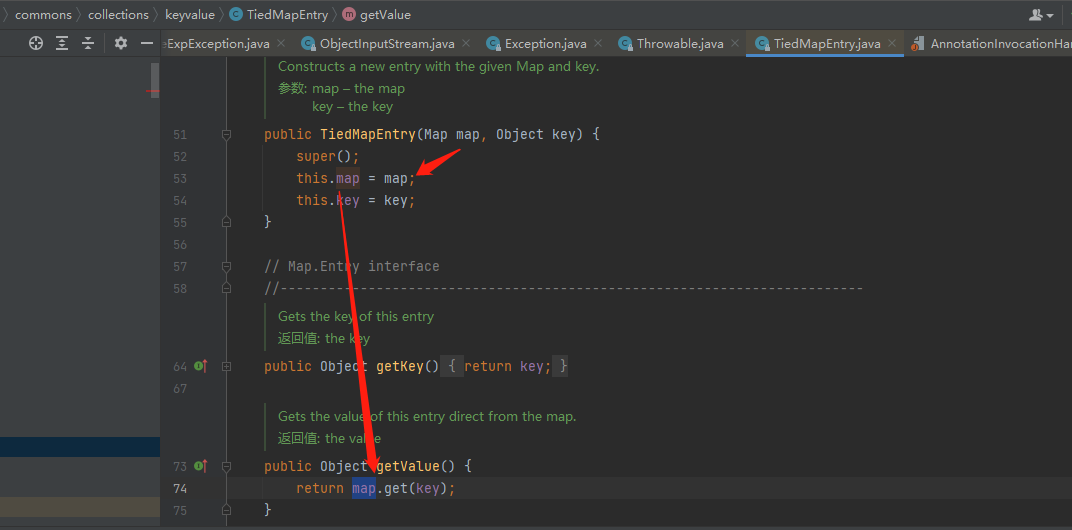 commons › collections › keyvalue › TiedMapEntry › getValue
eExpException.java ObjectInputStream.java Exception.java Throwable.java TiedMapEntry.java AnnotationInvocationHan
Constructs a new entry with the given Map and key.
参数: map – the map
key – the key
51 public TiedMapEntry(Map map, Object key) {
52 super();
53 this.map = map;
54 this.key = key;
55 }
56
57 // Map.Entry interface
58 //-----------------------------------------------------------------------
Gets the key of this entry
返回值: the key
64 public Object getKey() { return key; }
67
Gets the value of this entry direct from the map.
返回值: the value
73 public Object getValue() {
74 return map.get(key);
75 }